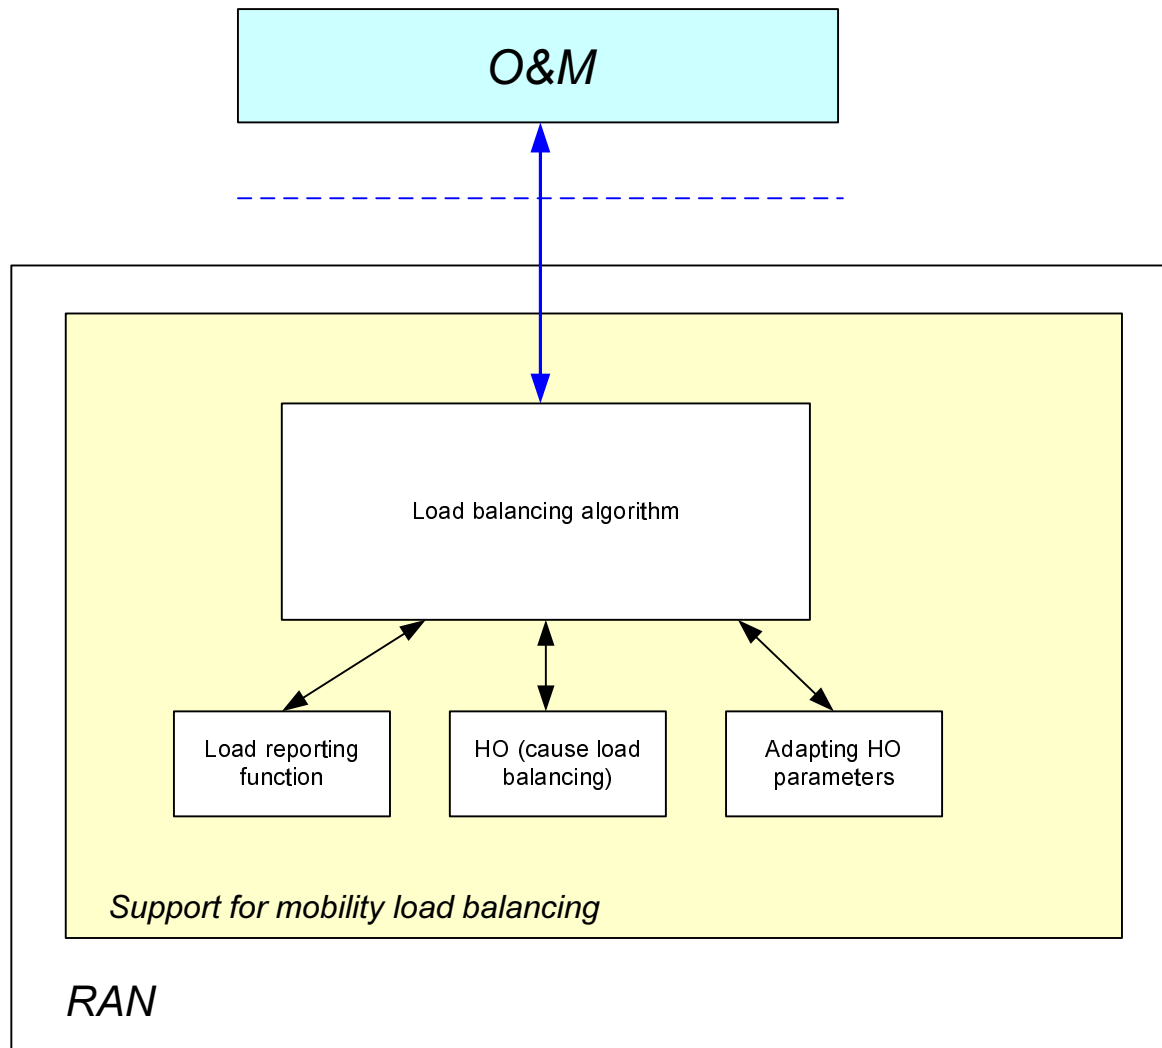 O&M
Load balancing algorithm
Load reporting
function
HO (cause load
balancing)
Adapting HO
parameters
Support for mobility load balancing
RAN